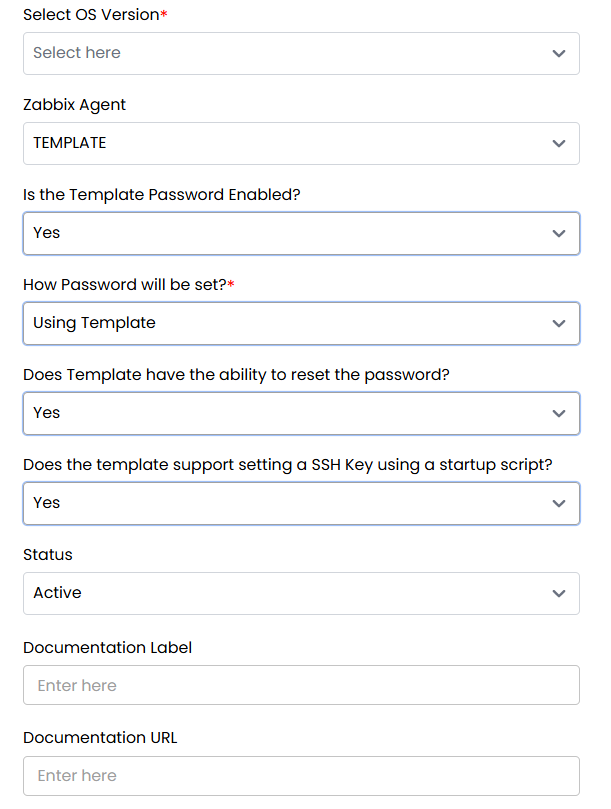 Select OS Version*
Select here
Zabbix Agent
TEMPLATE
Is the Template Password Enabled?
Yes
How Password will be set?*
Using Template
Does Template have the ability to reset the password?
Yes
Does the template support setting a SSH Key using a startup script?
Yes
Status
Active
Documentation Label
Enter here
Documentation URL
Enter here